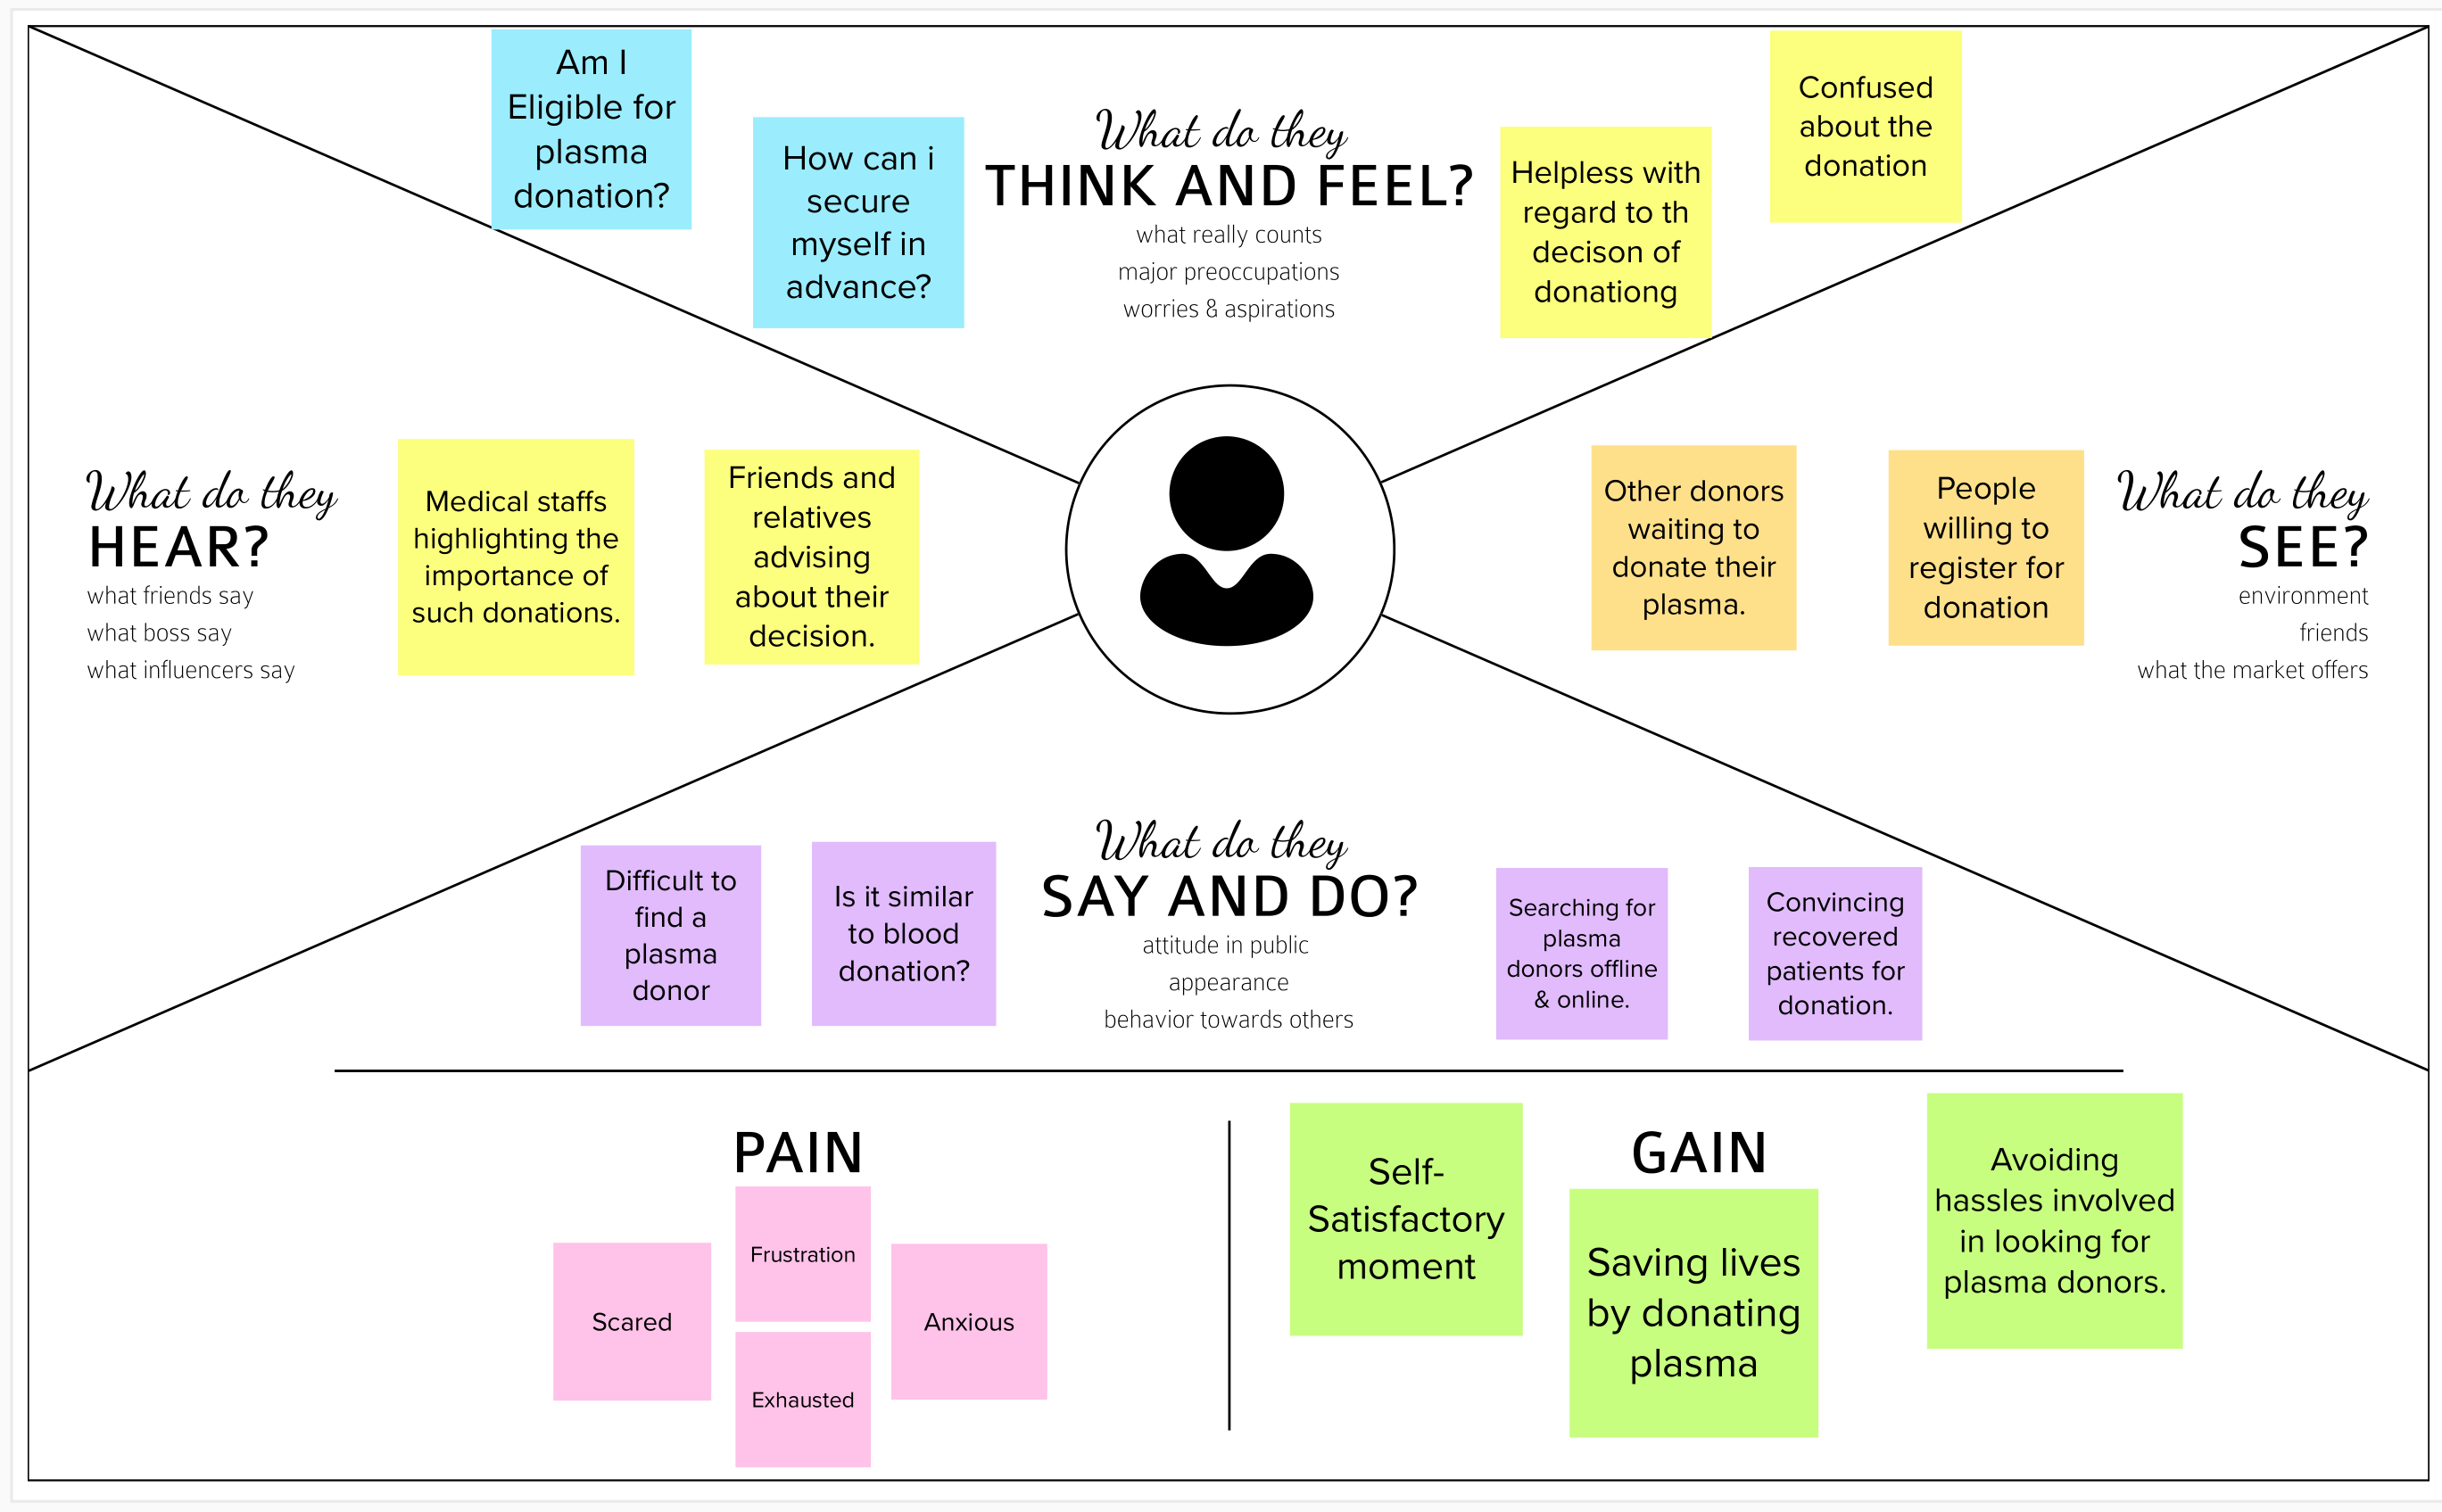 Am I
Eligible for
plasma
donation?
How can i
secure
myself in
advance?
What do they
THINK AND FEEL?
what really counts
major preoccupations
worries & aspirations
Helpless with
regard to th
decison of
donationg
Confused
about the
donation
What do they
HEAR?
what friends say
what boss say
what influencers say
Medical staffs
highlighting the
importance of
such donations.
Friends and
relatives
advising
about their
decision.
Other donors
waiting to
donate their
plasma.
People
willing to
register for
donation
What do they
SEE?
environment
friends
what the market offers
Difficult to
find a
plasma
donor
Is it similar
to blood
donation?
What do they
SAY AND DO?
attitude in public
appearance
behavior towards others
Searching for
plasma
donors offline
& online.
Convincing
recovered
patients for
donation.
PAIN
Scared
Frustration
Exhausted
Anxious
GAIN
Self-
Satisfactory
moment
Saving lives
by donating
plasma
Avoiding
hassles involved
in looking for
plasma donors.